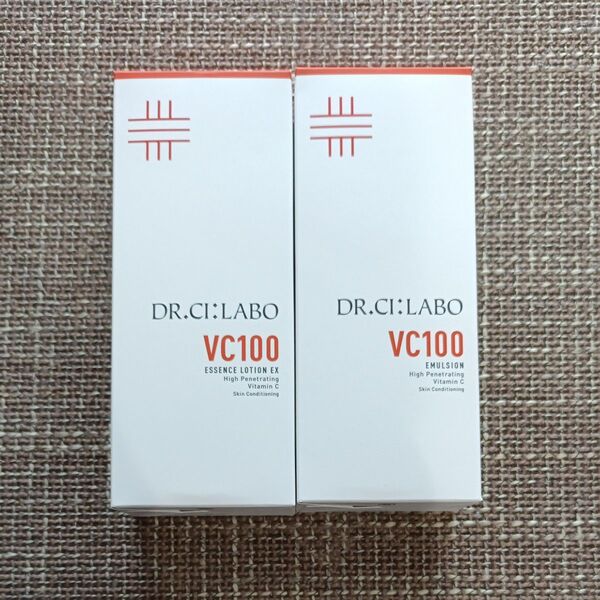 DR.CI:LABO
VC100
ESSENCE LOTION EX
High Penetrating
Vitamin C
Skin Conditioning
DR.CI:LABO
VC100
EMULSION
High Penetrating
Vitamin C
Skin Conditioning